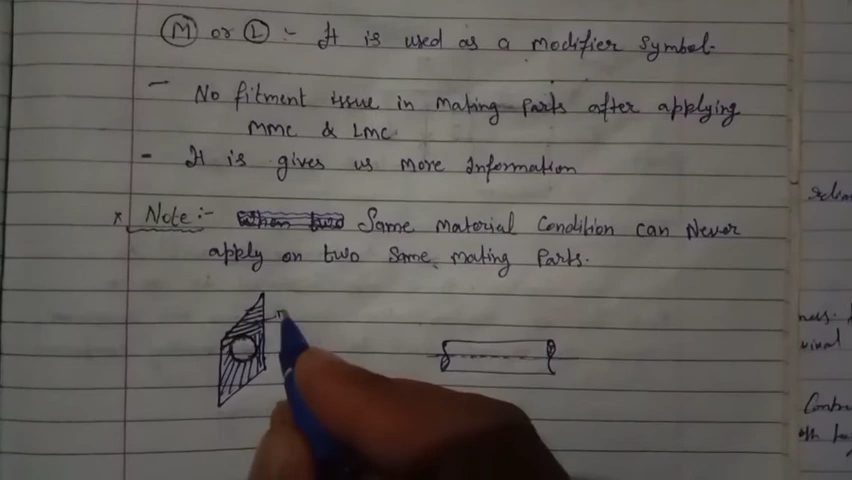 Ⓜ or Ⓛ :- It is used as a modifier symbol.
- No fitment issue in mating parts after applying
MMC & LMC.
- It is gives us more Information
x Note:- Same material Condition can Never
apply on two same mating parts.